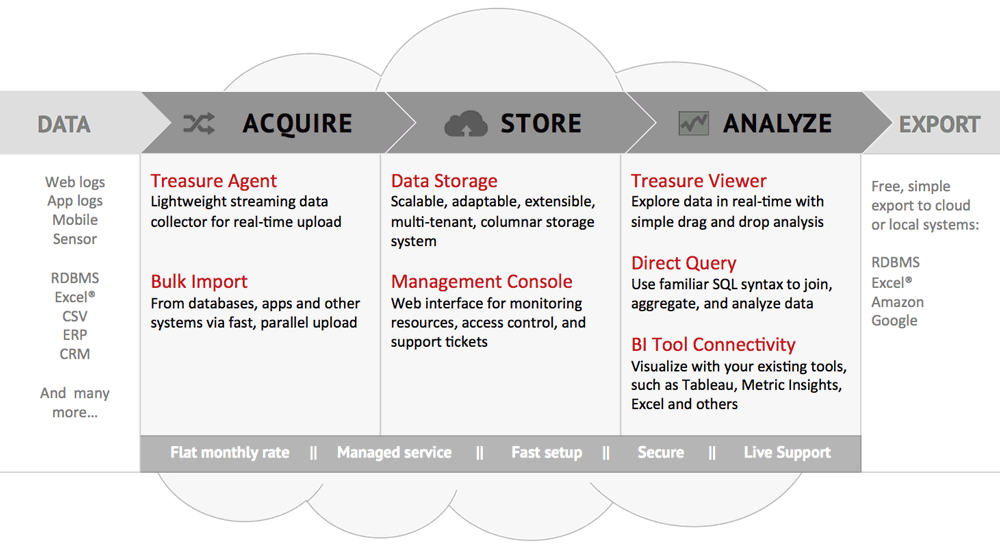 DATA
ACQUIRE
STORE
ANALYZE
EXPORT
Web logs
App logs
Mobile
Sensor
RDBMS
Excel®
CSV
ERP
CRM
And many
more…
Treasure Agent
Lightweight streaming data
collector for real-time upload
Bulk Import
From databases, apps and other
systems via fast, parallel upload
Data Storage
Scalable, adaptable, extensible,
multi-tenant, columnar storage
system
Management Console
Web interface for monitoring
resources, access control, and
support tickets
Treasure Viewer
Explore data in real-time with
simple drag and drop analysis
Direct Query
Use familiar SQL syntax to join,
aggregate, and analyze data
BI Tool Connectivity
Visualize with your existing tools,
such as Tableau, Metric Insights,
Excel and others
Free, simple
export to cloud
or local systems:
RDBMS
Excel®
Amazon
Google
Flat monthly rate || Managed service || Fast setup || Secure || Live Support